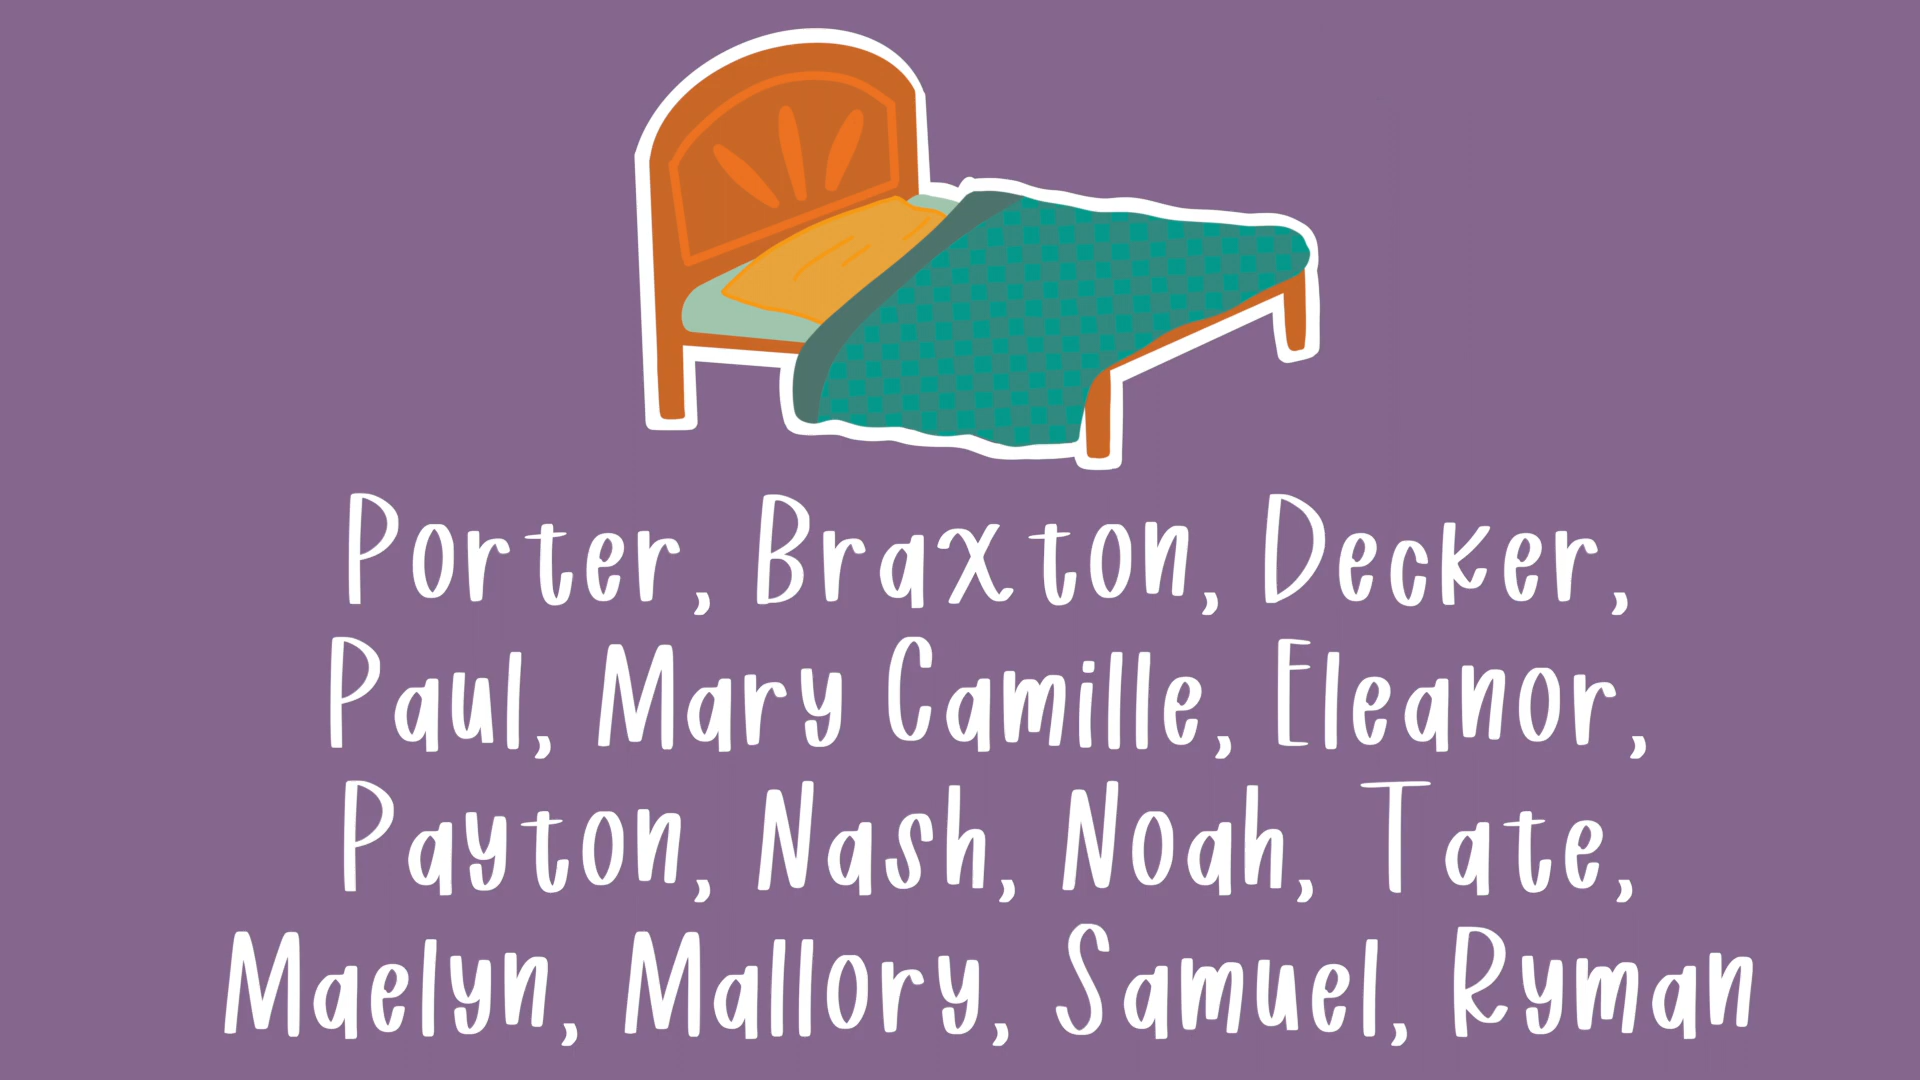 Porter, Braxton, Decker,
Paul, Mary Camille, Eleanor,
Payton, Nash, Noah, Tate,
Maelyn, Mallory, Samuel, Ryman